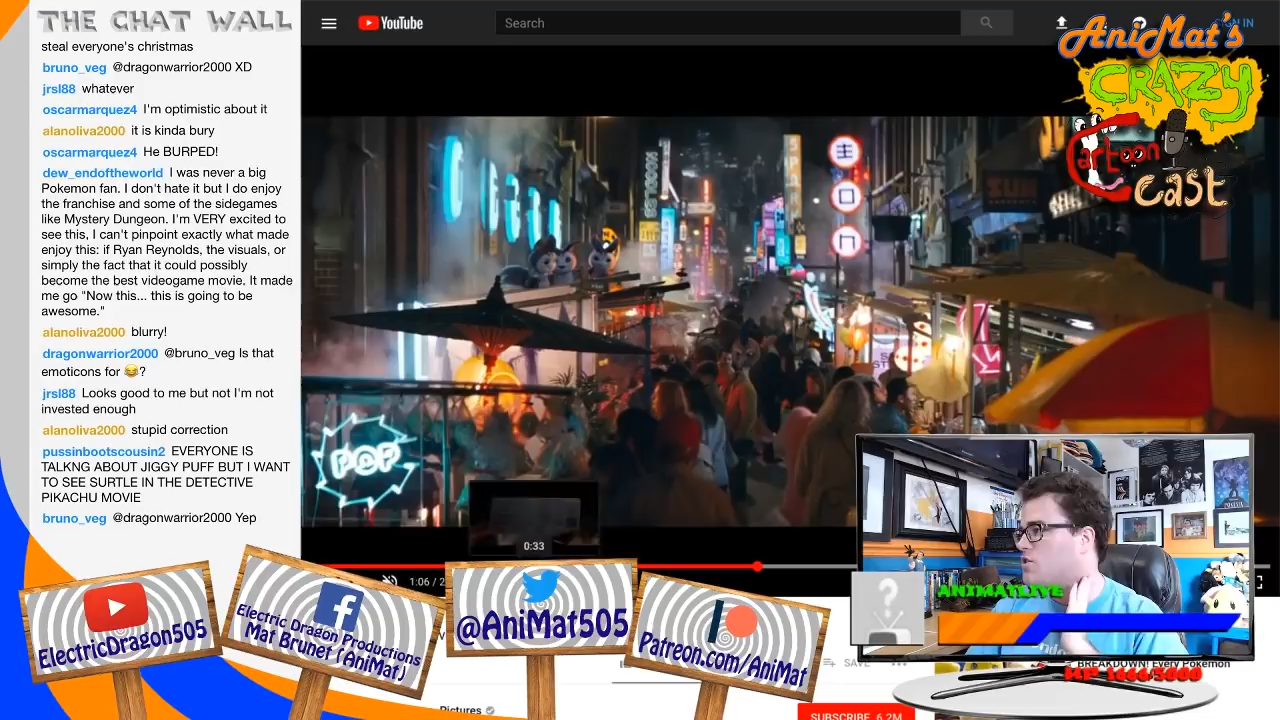 THE CHAT WALL
steal everyone's christmas
bruno_veg @dragonwarrior2000 XD
jrsl88 whatever
oscarmarquez4 I'm optimistic about it
alanoliva2000 it is kinda bury
oscarmarquez4 He BURPED!
dew_endoftheworld I was never a big
Pokemon fan. I don't hate it but I do enjoy
the franchise and some of the sidegames
like Mystery Dungeon. I'm VERY excited to
see this, I can't pinpoint exactly what made
enjoy this: if Ryan Reynolds, the visuals, or
simply the fact that it could possibly
become the best videogame movie. It made
me go "Now this... this is going to be
awesome."
alanoliva2000 blurry!
dragonwarrior2000 @bruno_veg Is that
emoticons for 😂?
jrsl88 Looks good to me but not I'm not
invested enough
alanoliva2000 stupid correction
pussinbootscousin2 EVERYONE IS
TALKNG ABOUT JIGGY PUFF BUT I WANT
TO SEE SURTLE IN THE DETECTIVE
PIKACHU MOVIE
bruno_veg @dragonwarrior2000 Yep
YouTube
Search
SIGN IN
AniMat's
CRAZY
Cartoon
Cast
POP
0:33
1:06 / 2
ElectricDragon505
Electric Dragon Productions
Mat Brunet (AniMat)
@AniMat505
Patreon.com/AniMat
ANIMATLIVE
SAVE
BREAKDOWN! Every Pokemon
Pictures
SUBSCRIBE 6.2M